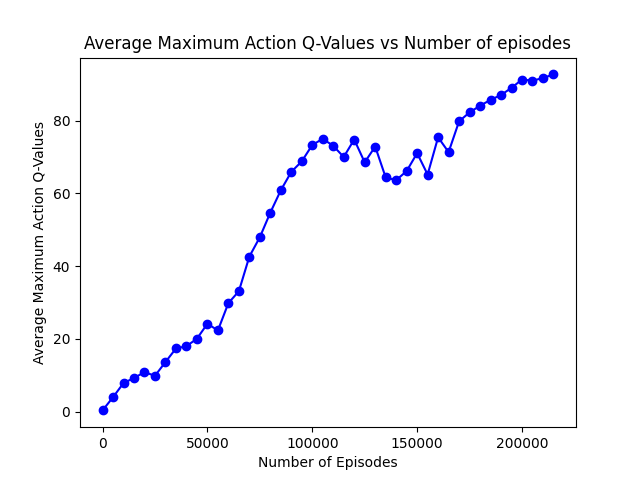 Average Maximum Action Q-Values vs Number of episodes
Average Maximum Action Q-Values
80
60
40
20
0
0 50000 100000 150000 200000
Number of Episodes